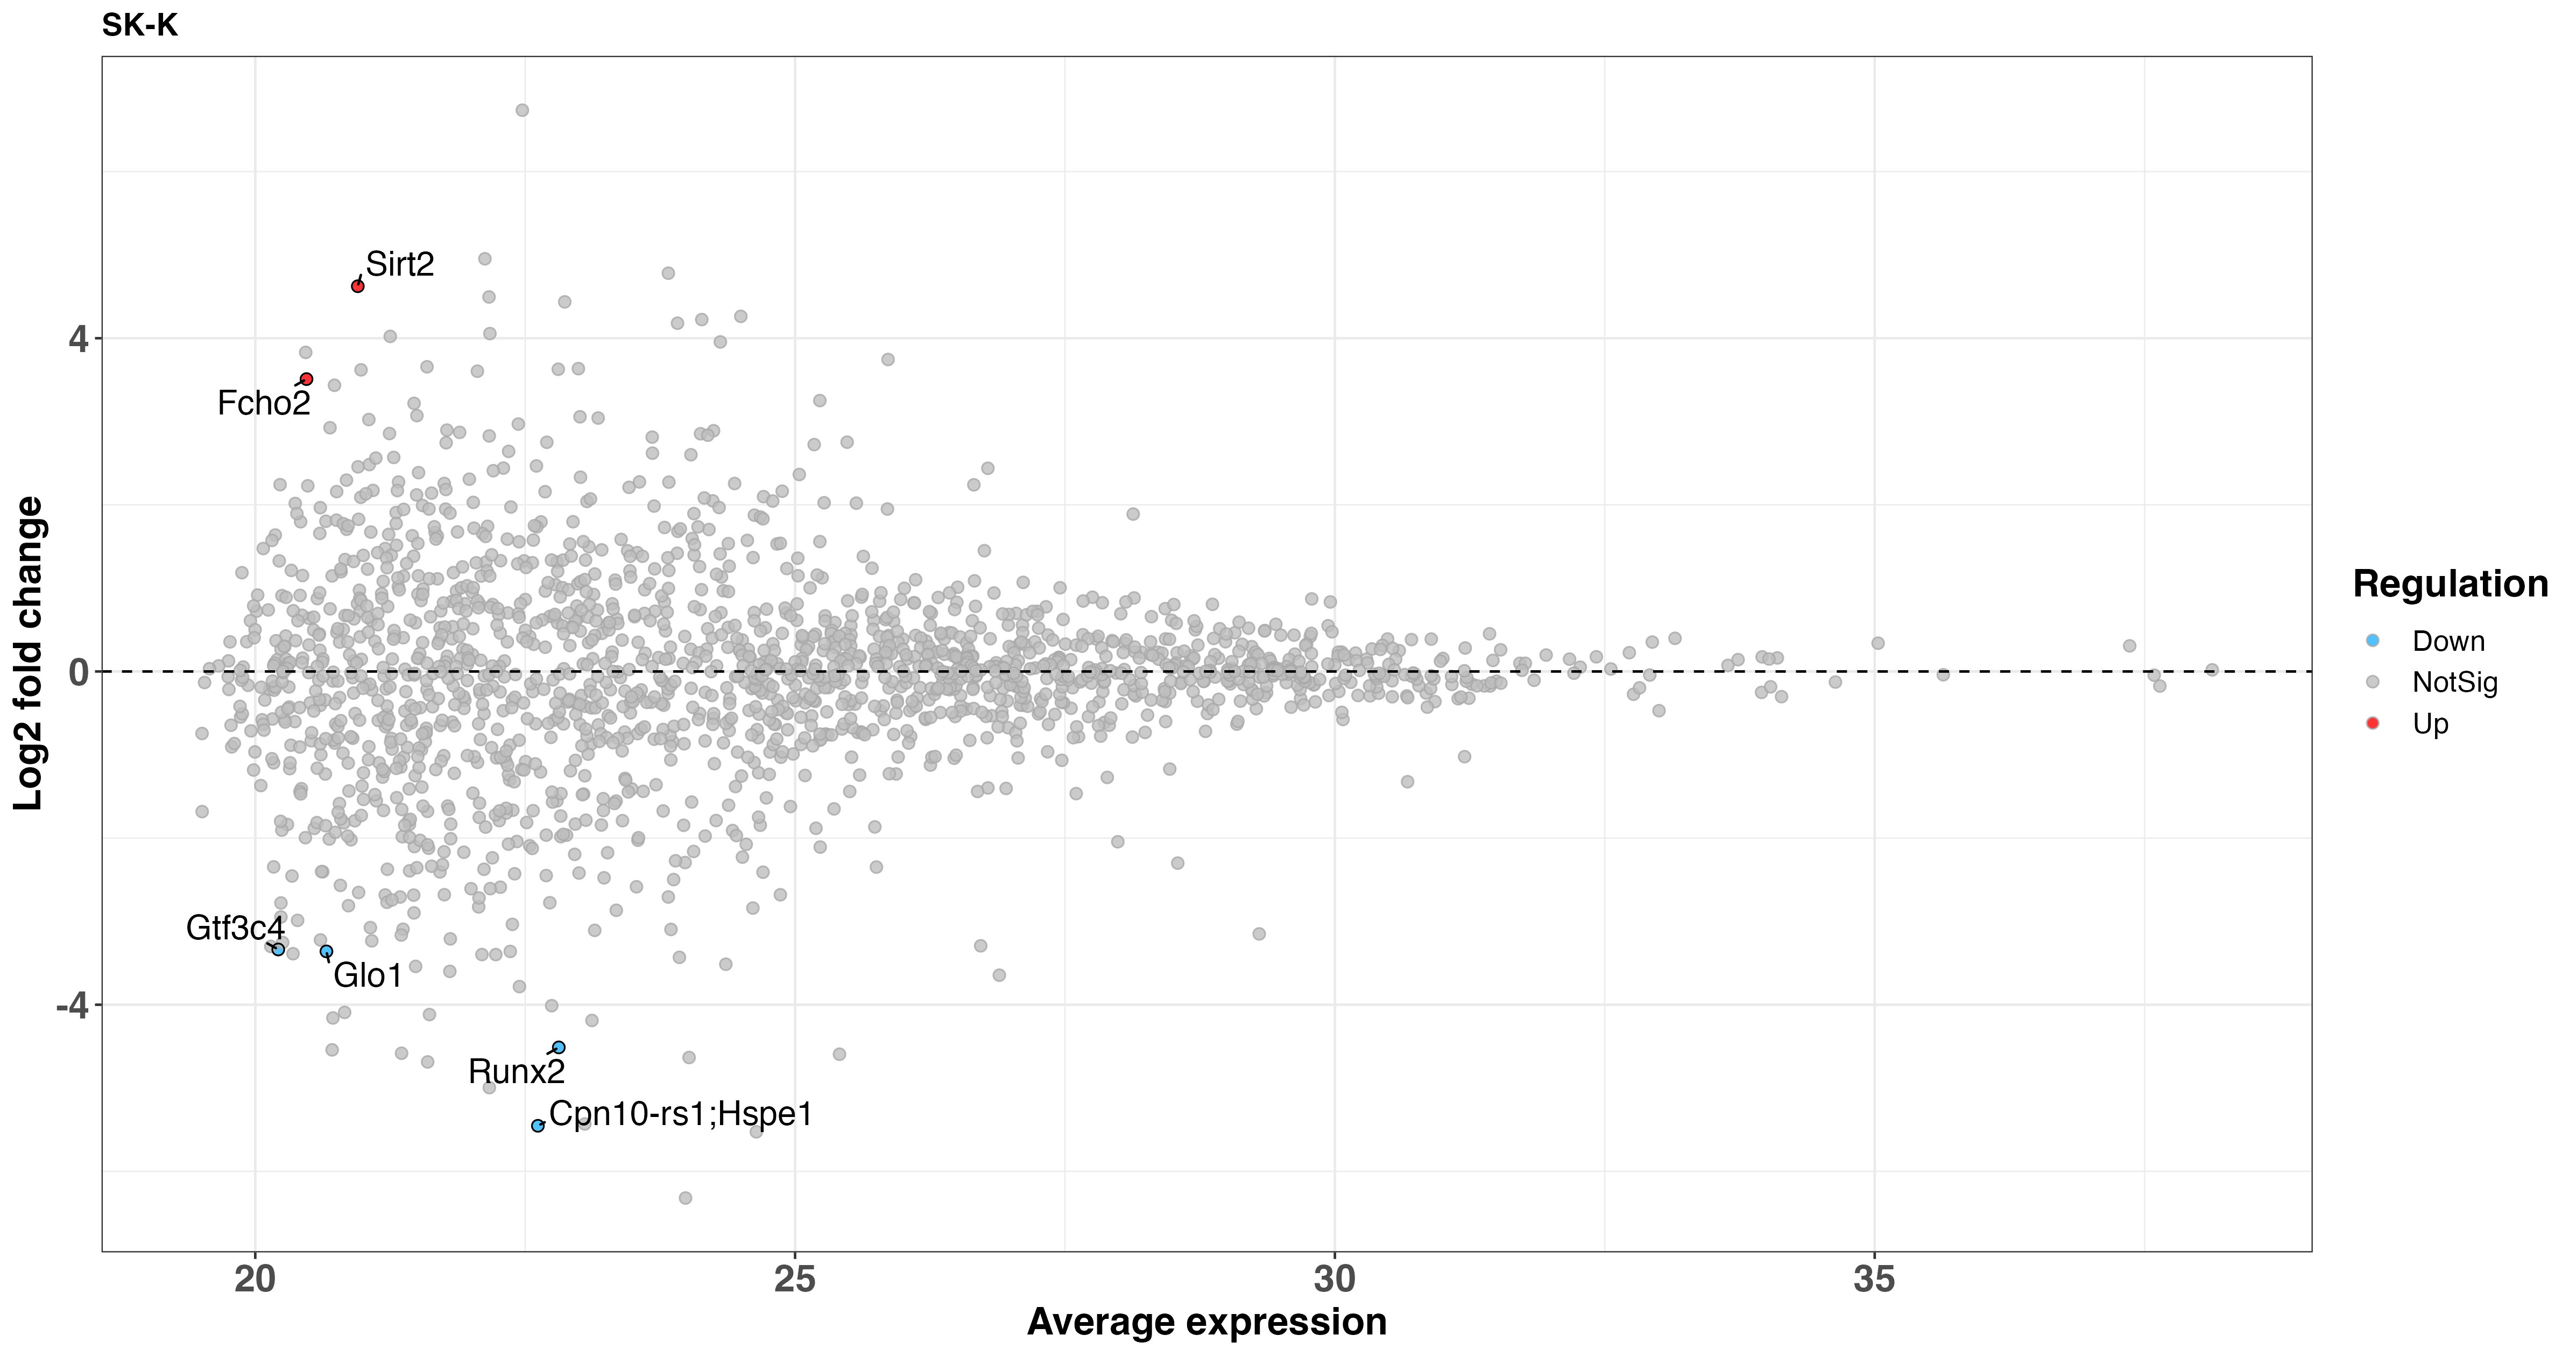 SK-K
Sirt2
4
Fcho2
Log2 fold change
Regulation
Down
0
NotSig
Up
Gtf3c4
Glo1
-4
Runx2
Cpn10-rs1;Hspe1
20 25 30 35
Average expression